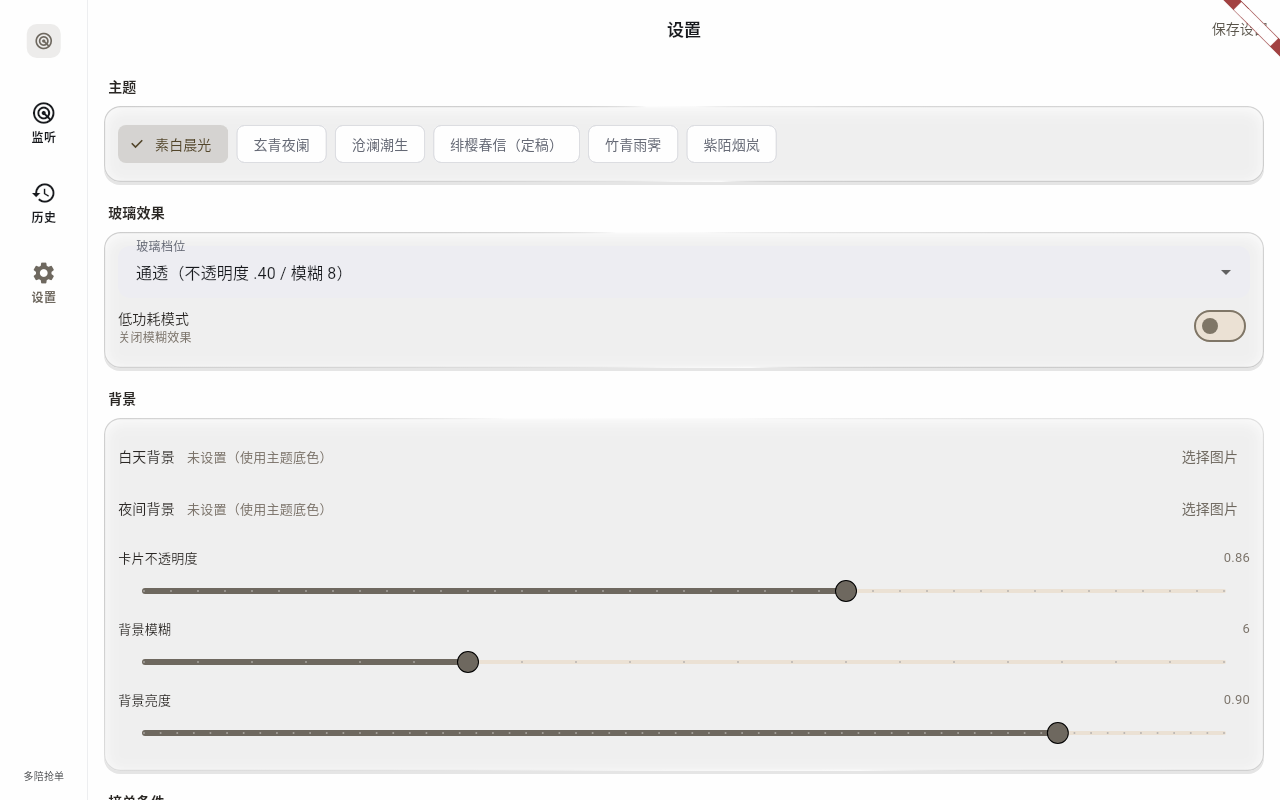 设置
保存设
监听
历史
设置
多陪抢单
主题
素白晨光
玄青夜阑
沧澜潮生
绯樱春信（定稿）
竹青雨霁
紫陌烟岚
玻璃效果
玻璃档位
通透（不透明度 .40 / 模糊 8）
低功耗模式
关闭模糊效果
背景
白天背景 未设置（使用主题底色） 选择图片
夜间背景 未设置（使用主题底色） 选择图片
卡片不透明度 0.86
背景模糊 6
背景亮度 0.90